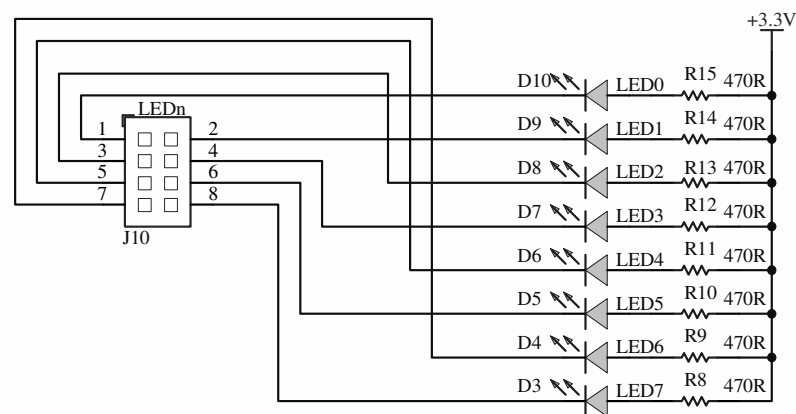 +3.3V
D10 LED0 R15 470R
LEDn
D9 LED1 R14 470R
1 2
3 4
5 6
7 8
J10
D8 LED2 R13 470R
D7 LED3 R12 470R
D6 LED4 R11 470R
D5 LED5 R10 470R
D4 LED6 R9 470R
D3 LED7 R8 470R